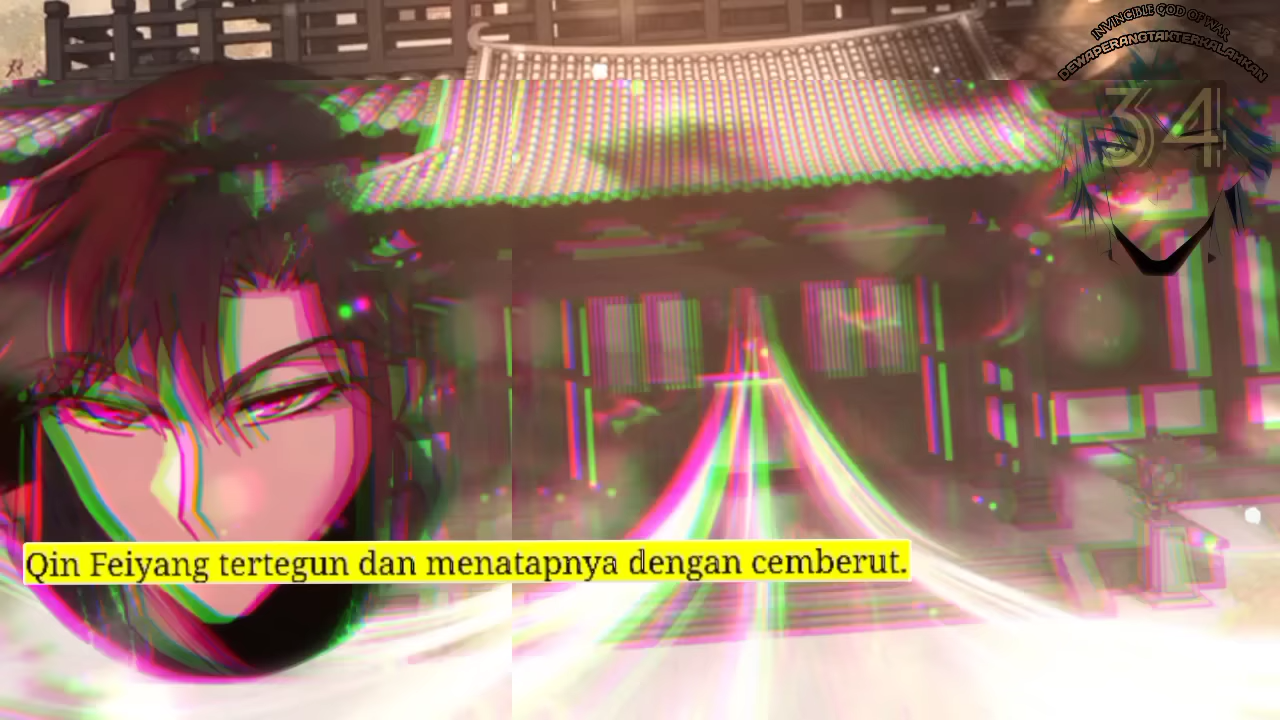 INVINCIBLE GOD OF WAR
DEWAPERANGTAKTERKALAHKAN
34
Qin Feiyang tertegun dan menatapnya dengan cemberut.